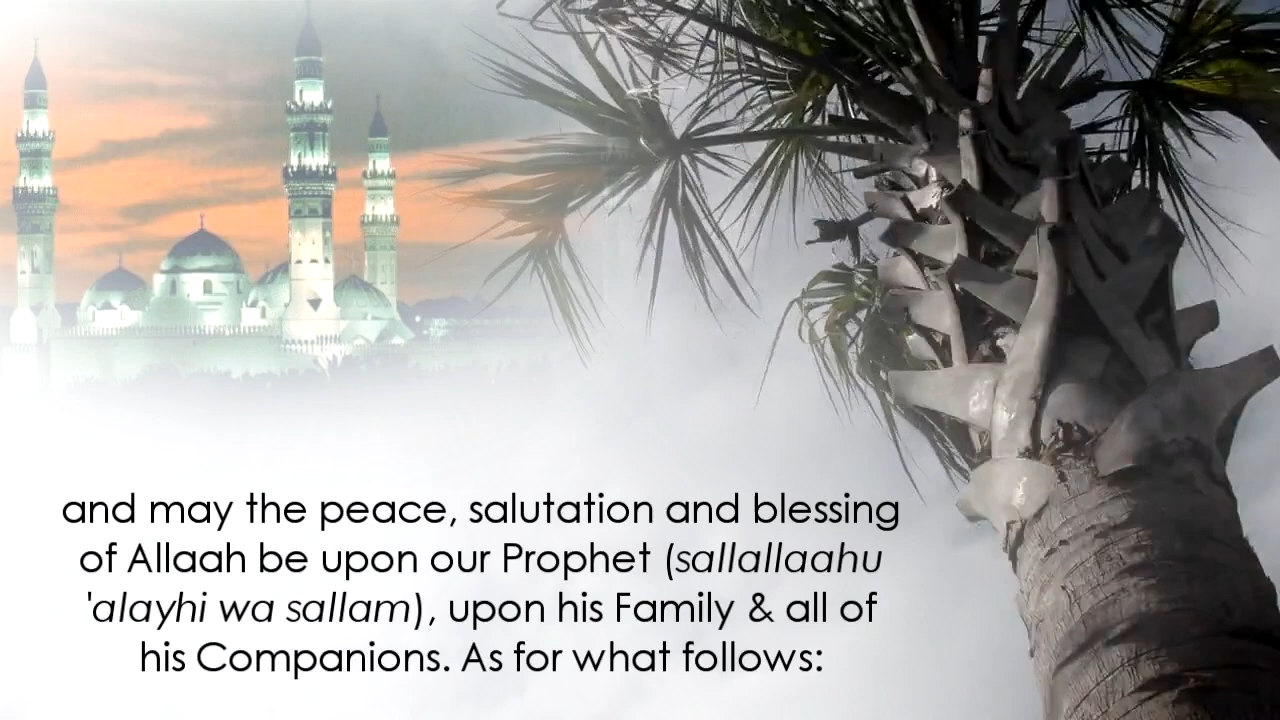 and may the peace, salutation and blessing
of Allaah be upon our Prophet (sallallaahu
'alayhi wa sallam), upon his Family & all of
his Companions. As for what follows: